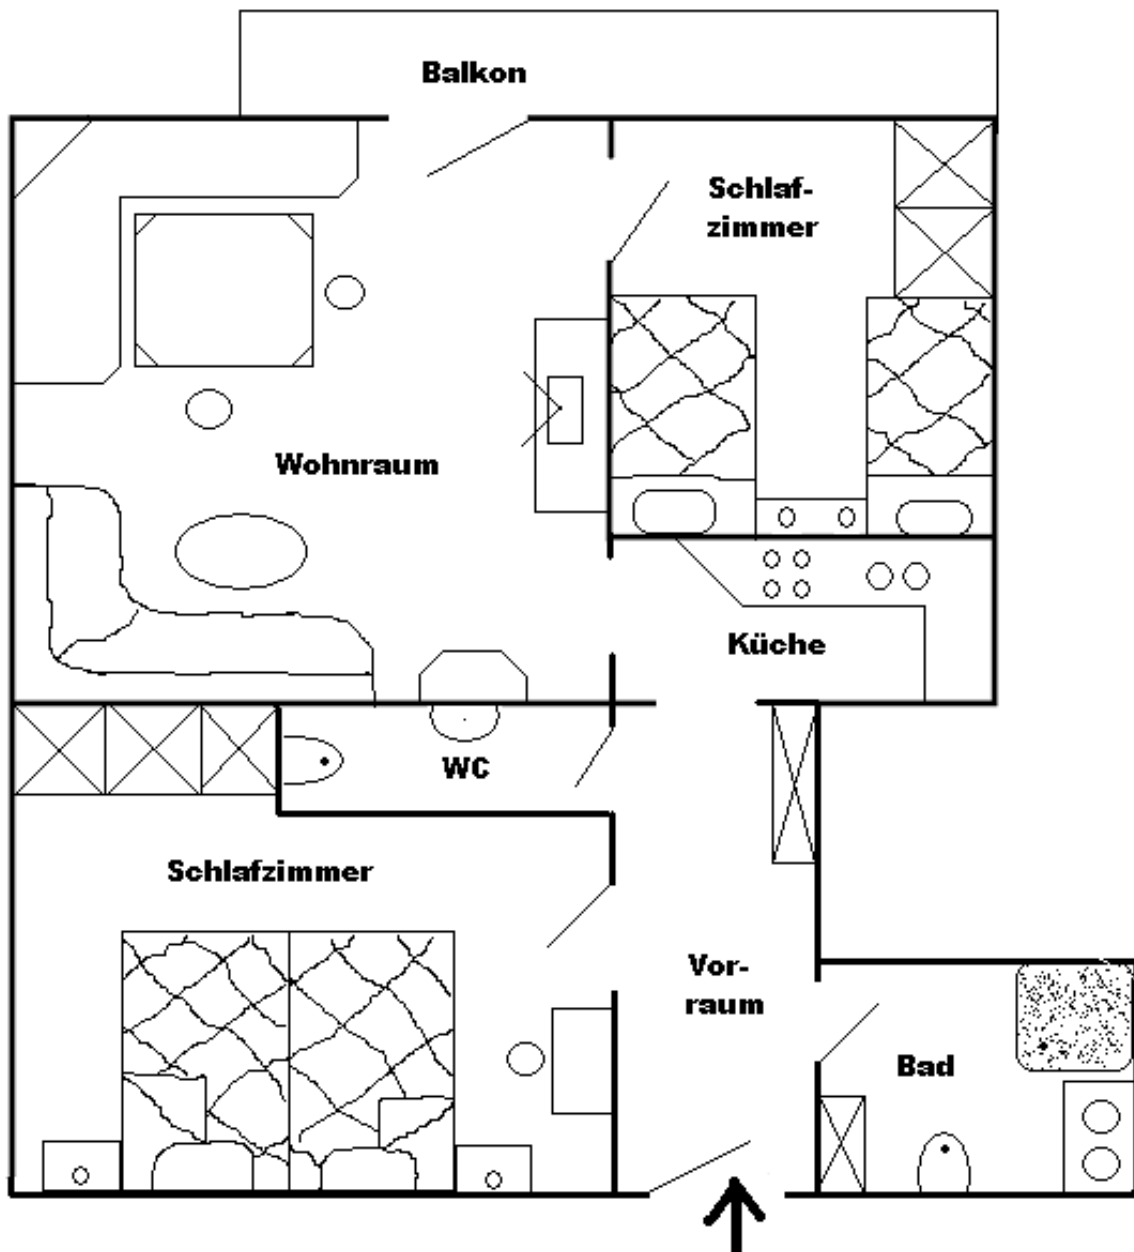 Balkon
Schlaf-
zimmer
Wohnraum
Küche
WC
Schlafzimmer
Vor-
raum
Bad